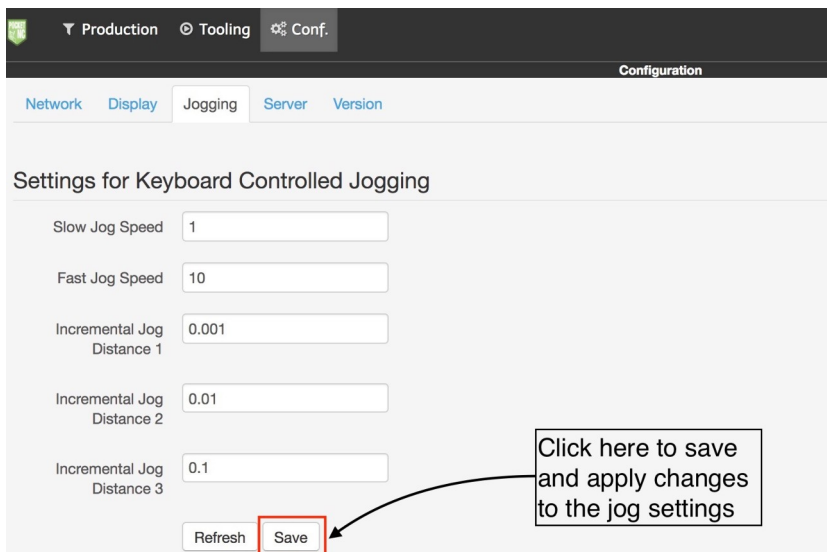 Production Tooling Conf.
Configuration
Network Display Jogging Server Version
Settings for Keyboard Controlled Jogging
Slow Jog Speed 1
Fast Jog Speed 10
Incremental Jog 0.001
Distance 1
Incremental Jog 0.01
Distance 2
Incremental Jog 0.1
Distance 3
Click here to save
and apply changes
to the jog settings
Refresh Save